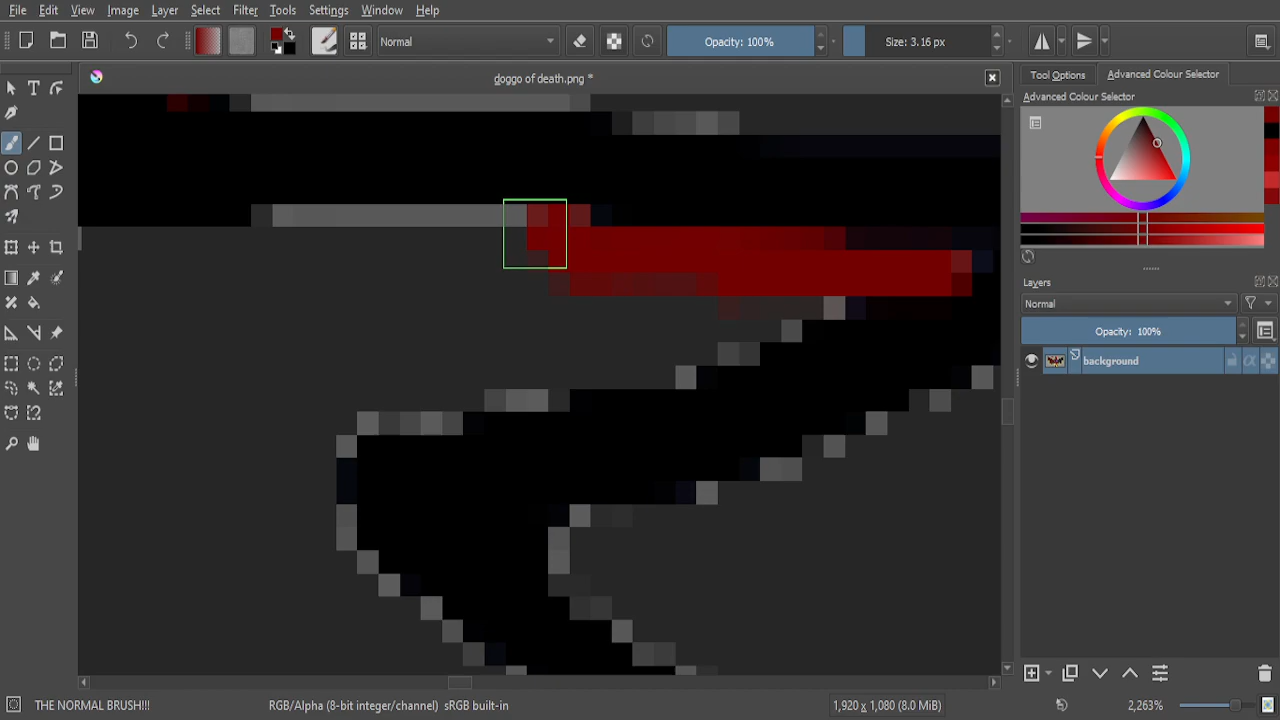 File Edit View Image Layer Select Filter Tools Settings Window Help
Normal Opacity: 100% Size: 3.16 px
doggo of death.png *
Tool Options Advanced Colour Selector
Advanced Colour Selector
Layers
Normal
Opacity: 100%
background
THE NORMAL BRUSH!!! RGB/Alpha (8-bit integer/channel) sRGB built-in 1,920 x 1,080 (8.0 MiB) 2,263%